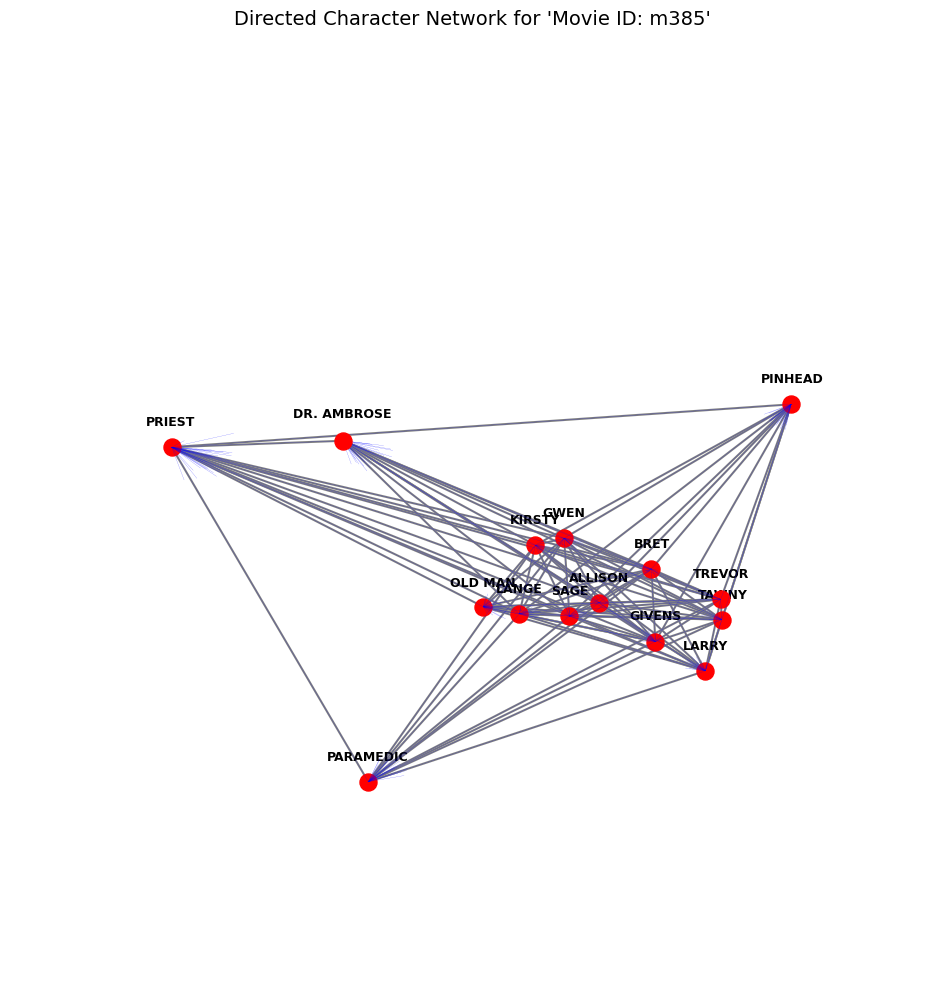 Directed Character Network for 'Movie ID: m385'
PINHEAD
DR. AMBROSE
PRIEST
GWEN
KIRSTY
BRET
TREVOR
ALLISON
OLD MAN
LANGE
SAGE
TAWNY
GIVENS
LARRY
PARAMEDIC